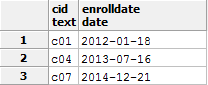 cid enrolldate
text date
1 c01 2012-01-18
2 c04 2013-07-16
3 c07 2014-12-21